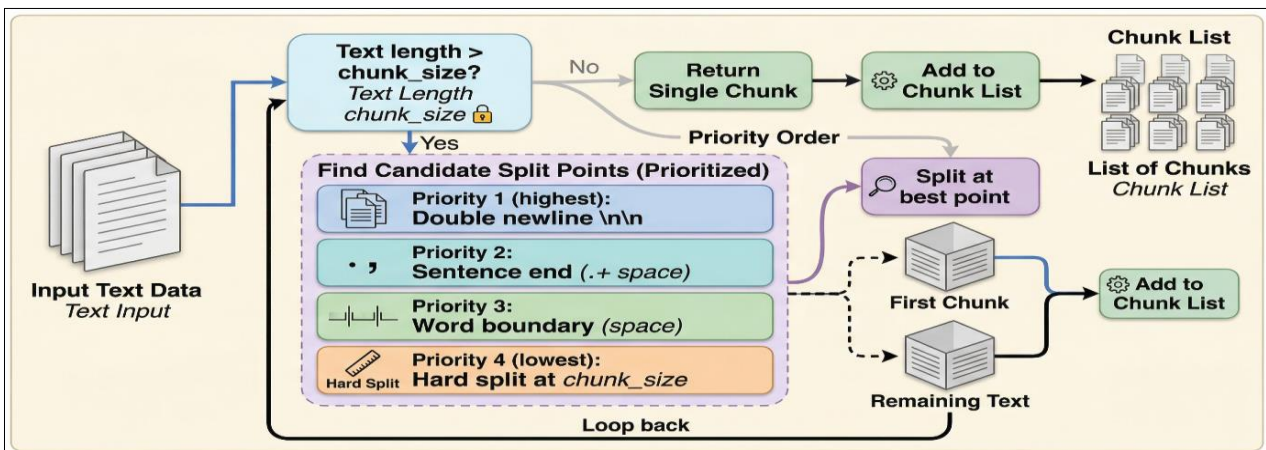 Text length >
chunk_size?
Text Length
chunk_size
No
Return
Single Chunk
Add to
Chunk List
Chunk List
List of Chunks
Chunk List
Yes
Priority Order
Split at
best point
Input Text Data
Text Input
Find Candidate Split Points (Prioritized)
Priority 1 (highest):
Double newline \n\n
. ,
Priority 2:
Sentence end (.+ space)
Priority 3:
Word boundary (space)
Hard Split
Priority 4 (lowest):
Hard split at chunk_size
First Chunk
Remaining Text
Add to
Chunk List
Loop back